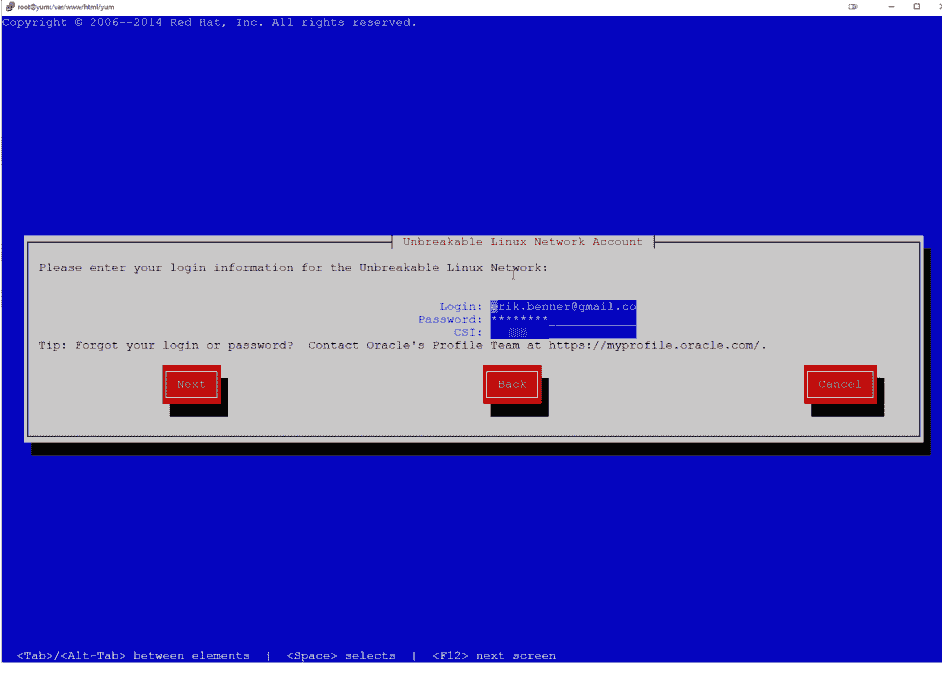 root@yum:/var/www/html/yum
Copyright © 2006--2014 Red Hat, Inc. All rights reserved.
Unbreakable Linux Network Account
Please enter your login information for the Unbreakable Linux Network:
Login: rik.benner@gmail.co
Password: ********
CSI:
Tip: Forgot your login or password? Contact Oracle's Profile Team at https://myprofile.oracle.com/.
Next Back Cancel
<Tab>/<Alt-Tab> between elements | <Space> selects | <F12> next screen